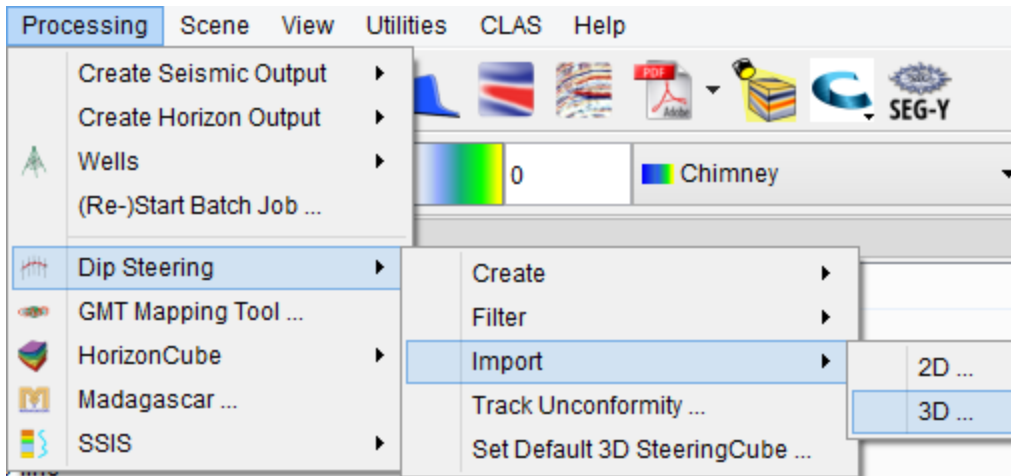 Processing Scene View Utilities CLAS Help
Create Seismic Output
Create Horizon Output
Wells
(Re-)Start Batch Job ...
Dip Steering
GMT Mapping Tool ...
HorizonCube
Madagascar ...
SSIS
PDF
Adobe
SEG-Y
0
Chimney
Create
Filter
Import
Track Unconformity ...
Set Default 3D SteeringCube ...
2D ...
3D ...